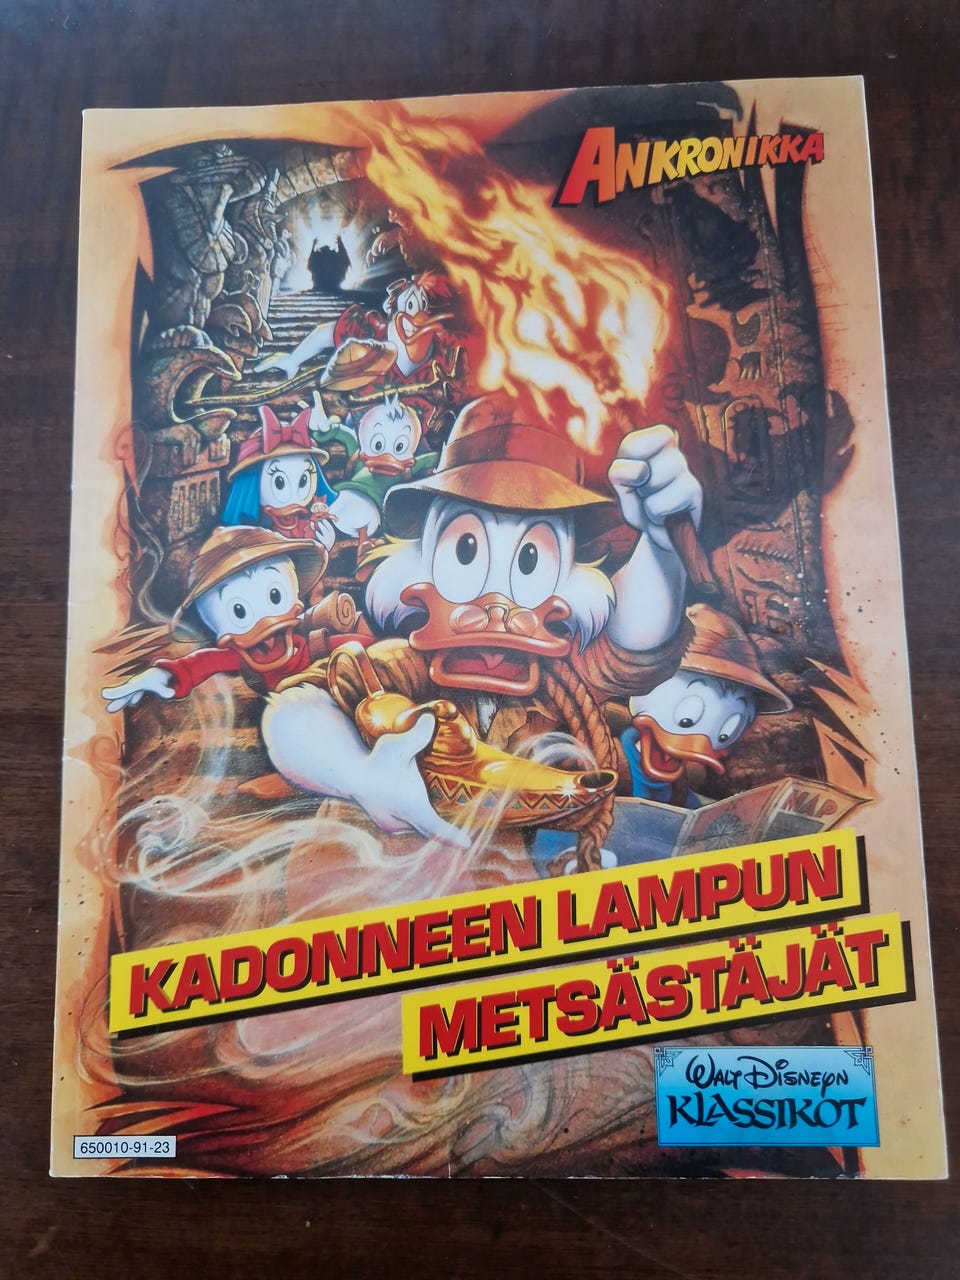 ANKRONIKKA
MAP
KADONNEEN LAMPUN
METSÄSTÄJÄT
WALT DISNEYN
KLASSIKOT
650010-91-23